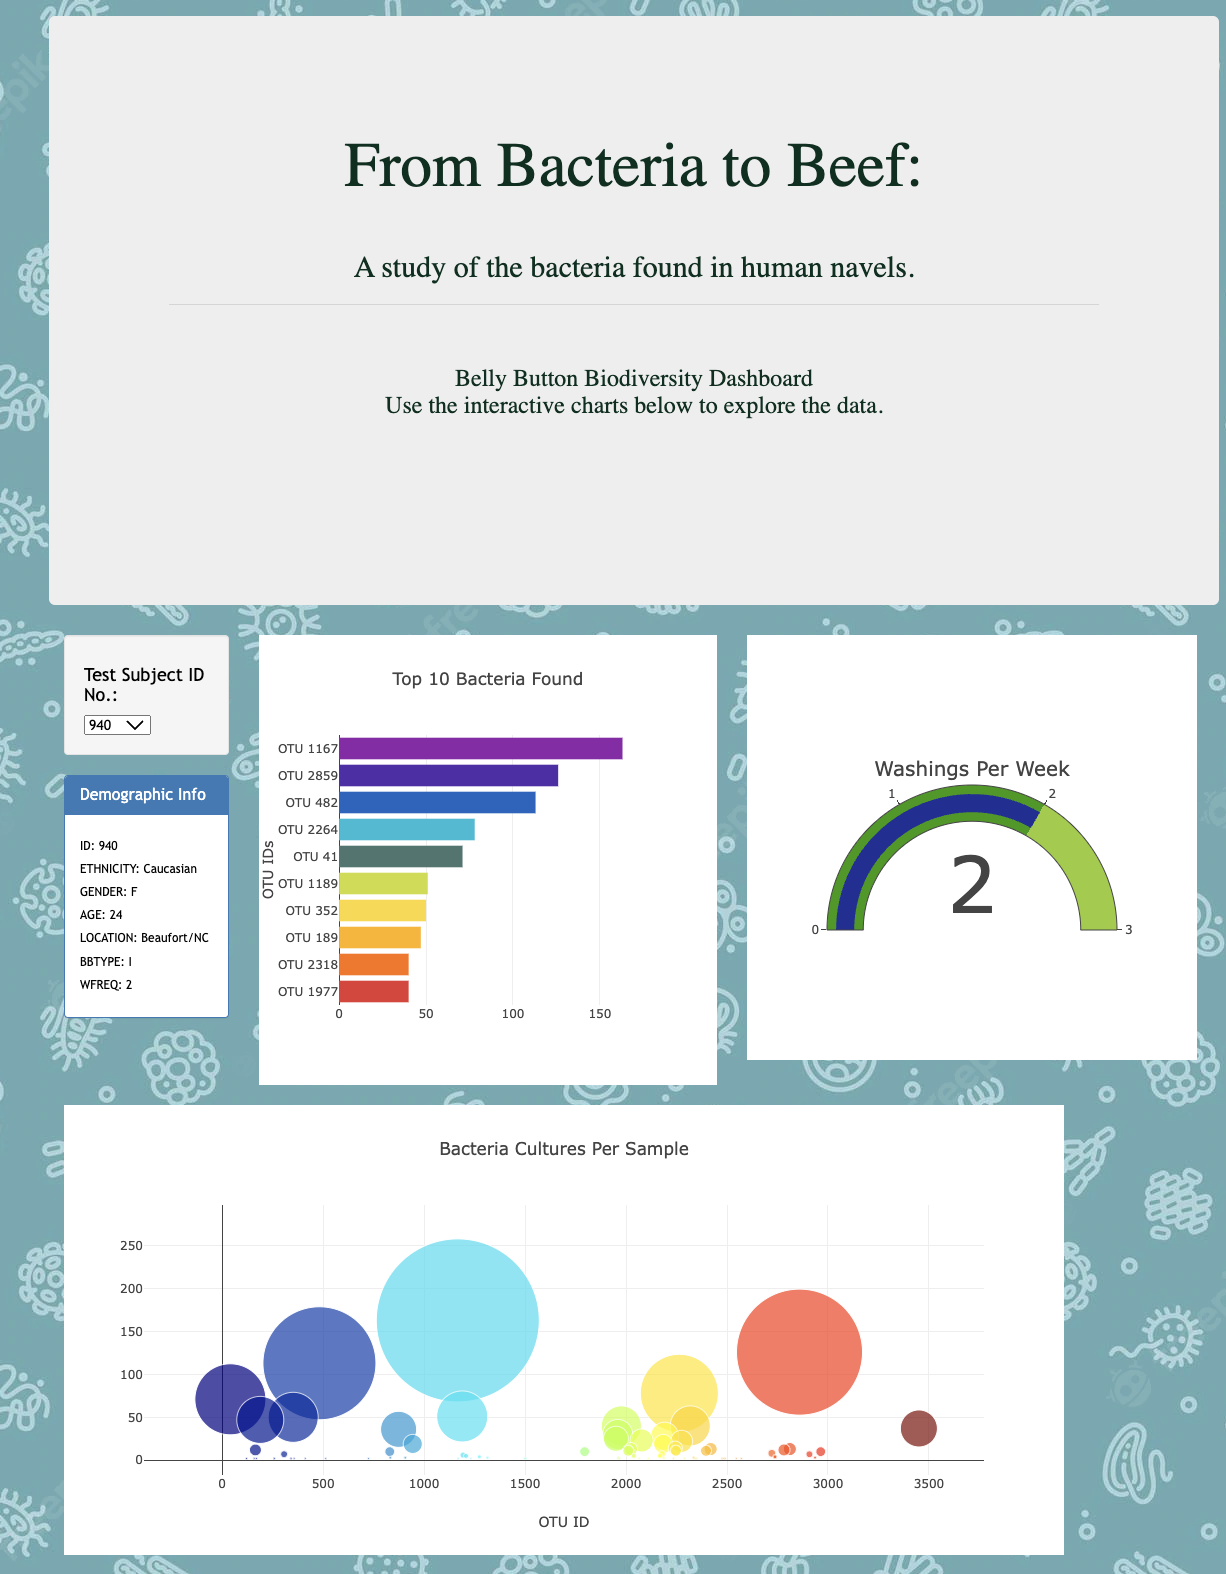 From Bacteria to Beef:
A study of the bacteria found in human navels.
Belly Button Biodiversity Dashboard
Use the interactive charts below to explore the data.
Test Subject ID
No.:
940
Demographic Info
ID: 940
ETHNICITY: Caucasian
GENDER: F
AGE: 24
LOCATION: Beaufort/NC
BBTYPE: I
WFREQ: 2
Top 10 Bacteria Found
OTU IDs
OTU 1167
OTU 2859
OTU 482
OTU 2264
OTU 41
OTU 1189
OTU 352
OTU 189
OTU 2318
OTU 1977
0 50 100 150
Washings Per Week
1 2
2
0 3
Bacteria Cultures Per Sample
250
200
150
100
50
0
0 500 1000 1500 2000 2500 3000 3500
OTU ID